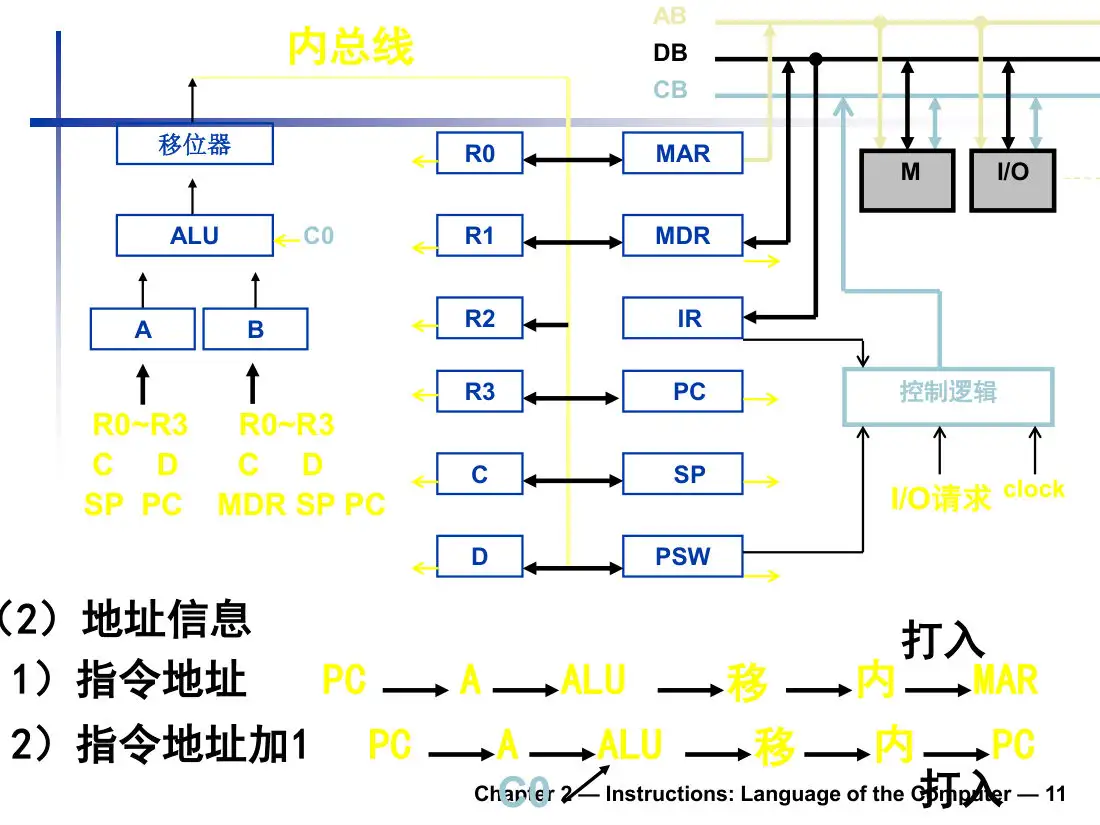 内总线
AB
DB
CB
移位器
R0
MAR
M
I/O
ALU
C0
R1
MDR
A
B
R2
IR
R3
PC
控制逻辑
R0~R3
R0~R3
C D
C D
SP PC
MDR SP PC
C
SP
I/O请求
clock
D
PSW
（2）地址信息
打入
1）指令地址 PC A ALU 移 内 MAR
2）指令地址加1 PC A ALU 移 内 PC
C0
打入
Chapter 2 — Instructions: Language of the Computer — 11